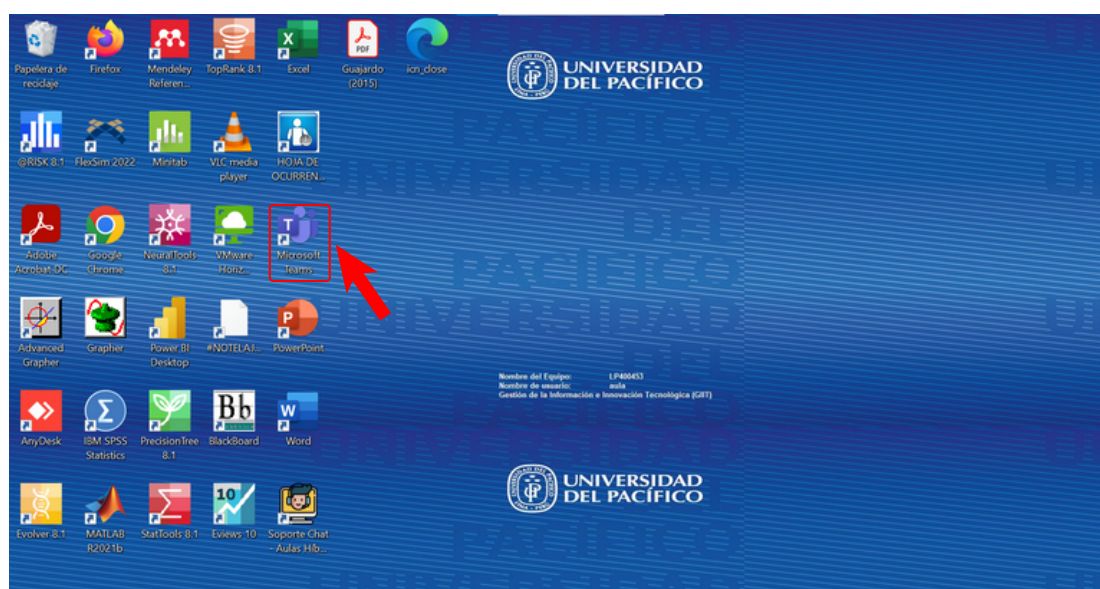 Papelera de
reciclaje
Firefox
Mendeley
Referen...
TopRank 8.1
Excel
PDF
Guajardo
(2015)
icn_close
UNIVERSIDAD
DEL PACÍFICO
@RISK 8.1
FlexSim 2022
Minitab
VLC media
player
HOJA DE
OCURREN...
Adobe
Acrobat DC
Google
Chrome
NeuralTools
8.1
VMware
Horiz...
T
Microsoft
Teams
Advanced
Grapher
Grapher
Power BI
Desktop
#NOTELAJ...
P
PowerPoint
Nombre del Equipo: LP400453
Nombre de usuario: aula
Gestión de la Información e Innovación Tecnológica (GIIT)
AnyDesk
IBM SPSS
Statistics
PrecisionTree
8.1
Bb
BlackBoard
W
Word
UNIVERSIDAD
DEL PACÍFICO
Evolver 8.1
MATLAB
R2021b
StatTools 8.1
10
Eviews 10
Soporte Chat
- Aulas Híb...